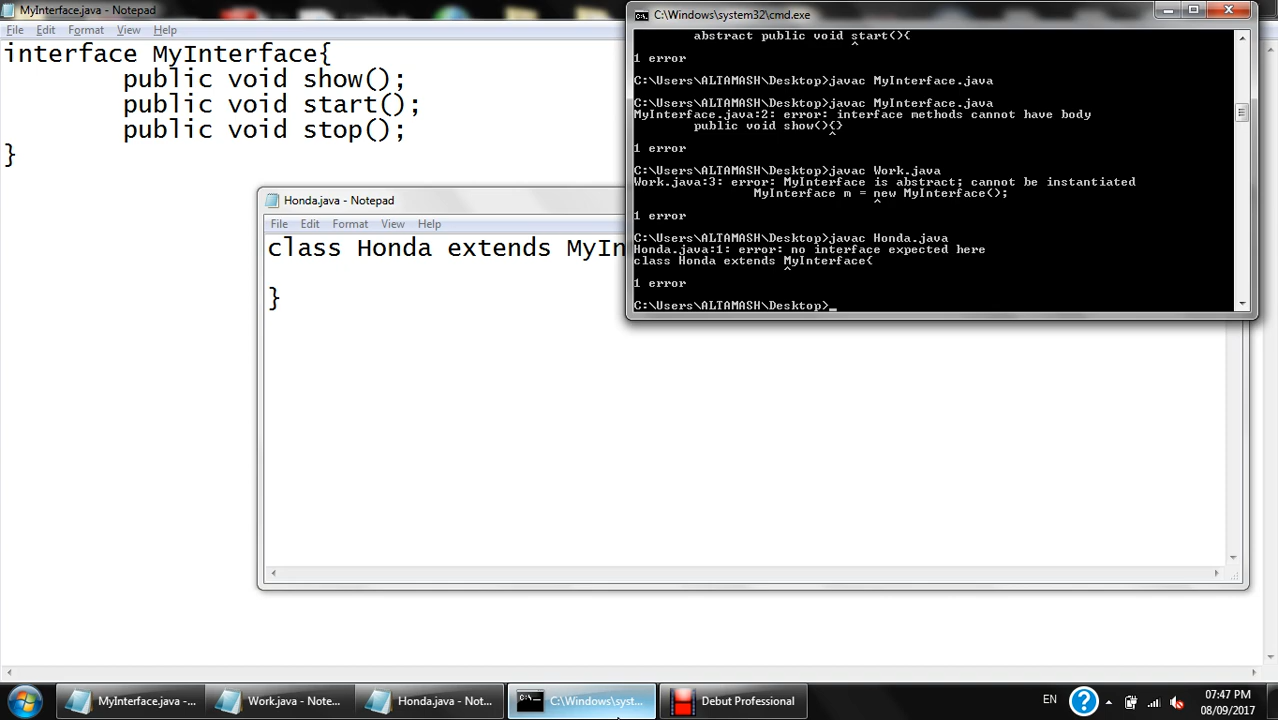 MyInterface.java - Notepad
File Edit Format View Help
interface MyInterface{
public void show();
public void start();
public void stop();
}
Honda.java - Notepad
File Edit Format View Help
class Honda extends MyIn
}
C:\Windows\system32\cmd.exe
abstract public void start(){
^
1 error
C:\Users\ALTAMASH\Desktop>javac MyInterface.java
C:\Users\ALTAMASH\Desktop>javac MyInterface.java
MyInterface.java:2: error: interface methods cannot have body
public void show(){}
^
1 error
C:\Users\ALTAMASH\Desktop>javac Work.java
Work.java:3: error: MyInterface is abstract; cannot be instantiated
MyInterface m = new MyInterface();
^
1 error
C:\Users\ALTAMASH\Desktop>javac Honda.java
Honda.java:1: error: no interface expected here
class Honda extends MyInterface{
^
1 error
C:\Users\ALTAMASH\Desktop>_
MyInterface.java -...
Work.java - Note...
Honda.java - Not...
C:\Windows\syst...
Debut Professional
EN
07:47 PM
08/09/2017